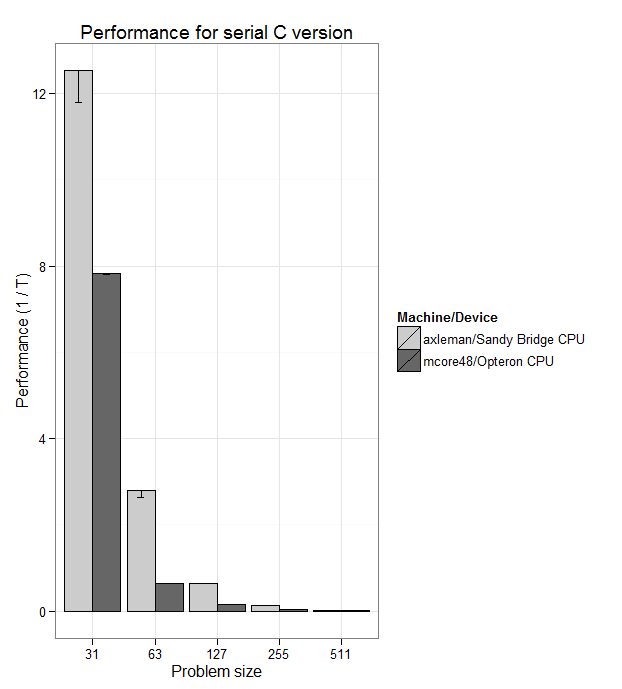 Performance for serial C version
Performance (1 / T)
12
8
4
0
31 63 127 255 511
Problem size
Machine/Device
axleman/Sandy Bridge CPU
mcore48/Opteron CPU